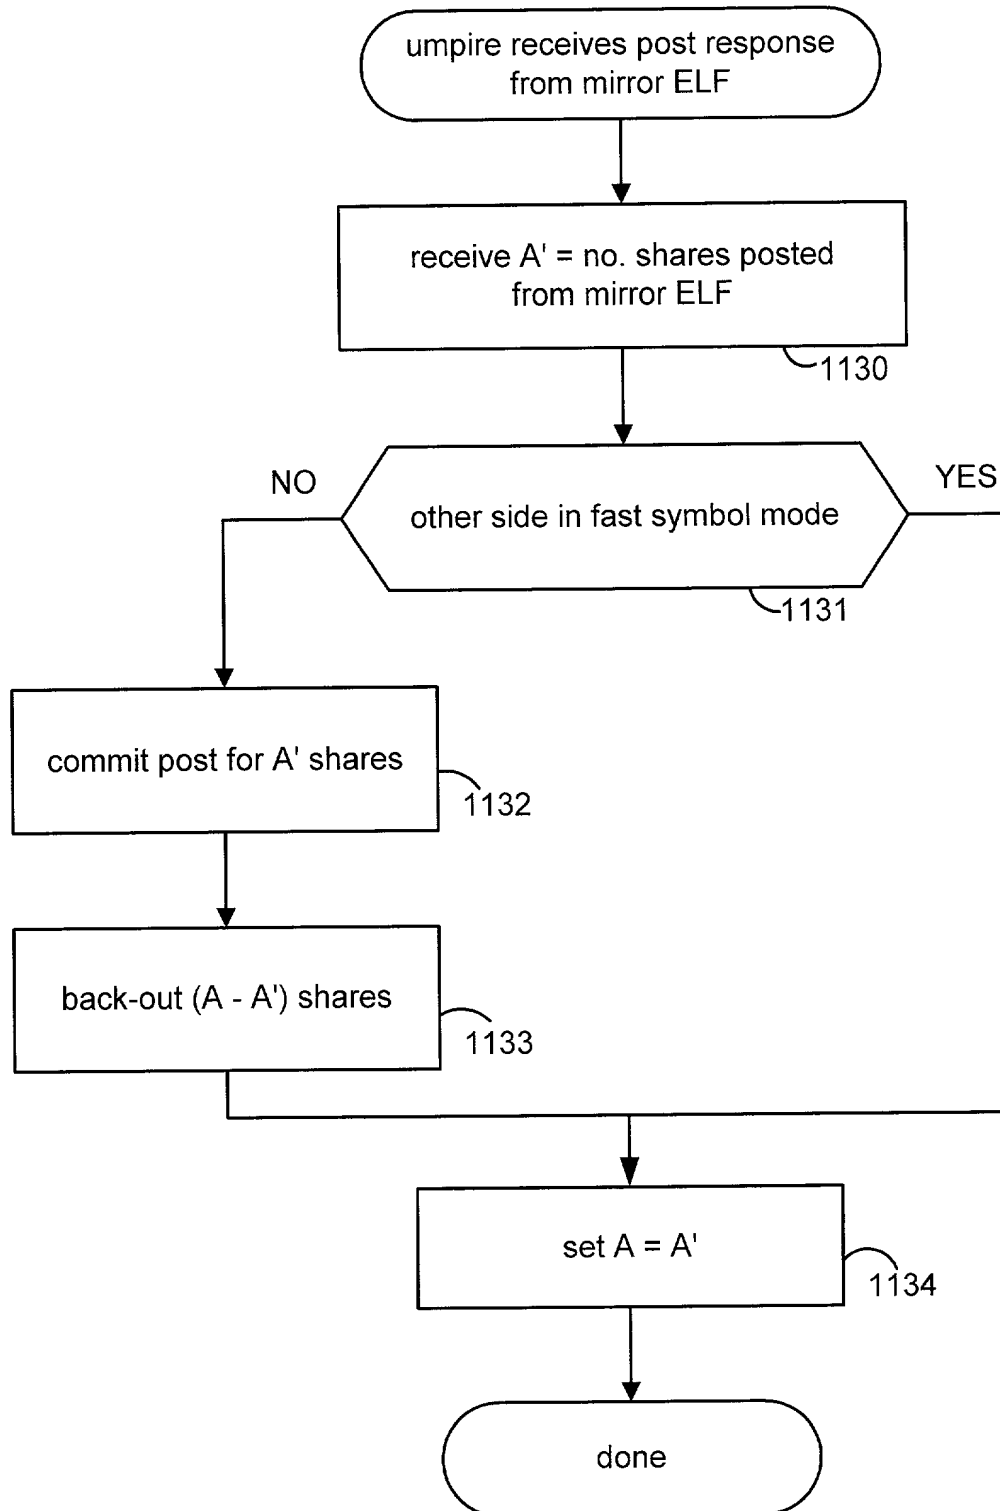 umpire receives post response
from mirror ELF
receive A' = no. shares posted
from mirror ELF
1130
NO
YES
other side in fast symbol mode
1131
commit post for A' shares
1132
back-out (A - A') shares
1133
set A = A'
1134
done